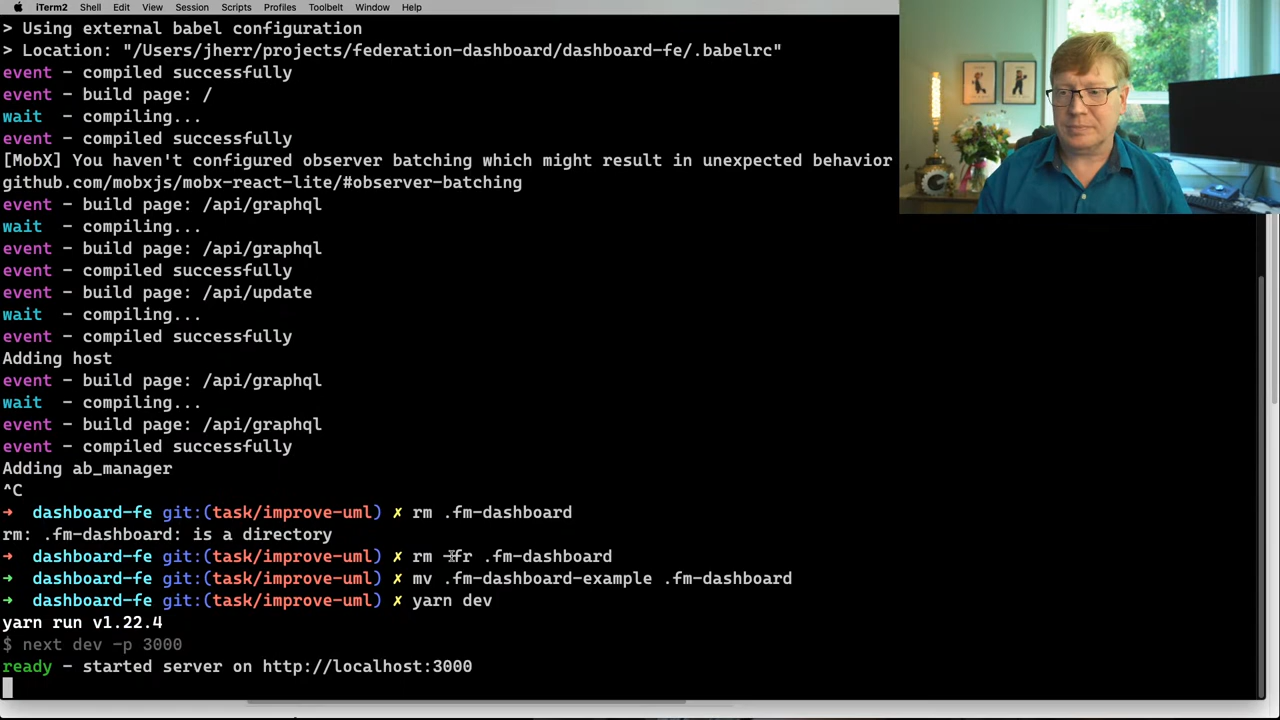 iTerm2 Shell Edit View Session Scripts Profiles Toolbelt Window Help
> Using external babel configuration
> Location: "/Users/jherr/projects/federation-dashboard/dashboard-fe/.babelrc"
event - compiled successfully
event - build page: /
wait  - compiling...
event - compiled successfully
[MobX] You haven't configured observer batching which might result in unexpected behavior
github.com/mobxjs/mobx-react-lite/#observer-batching
event - build page: /api/graphql
wait  - compiling...
event - build page: /api/graphql
event - compiled successfully
event - build page: /api/update
wait  - compiling...
event - compiled successfully
Adding host
event - build page: /api/graphql
wait  - compiling...
event - build page: /api/graphql
event - compiled successfully
Adding ab_manager
^C
→ dashboard-fe git:(task/improve-uml) ✗ rm .fm-dashboard
rm: .fm-dashboard: is a directory
→ dashboard-fe git:(task/improve-uml) ✗ rm -fr .fm-dashboard
→ dashboard-fe git:(task/improve-uml) ✗ mv .fm-dashboard-example .fm-dashboard
→ dashboard-fe git:(task/improve-uml) ✗ yarn dev
yarn run v1.22.4
$ next dev -p 3000
ready - started server on http://localhost:3000